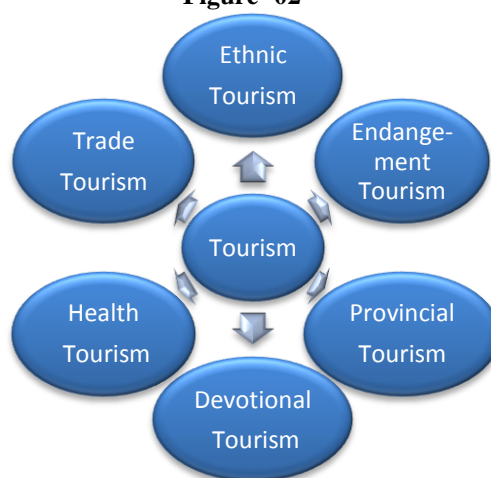 Figure 02
Ethnic
Tourism
Endange-
ment
Tourism
Trade
Tourism
Tourism
Provincial
Tourism
Health
Tourism
Devotional
Tourism